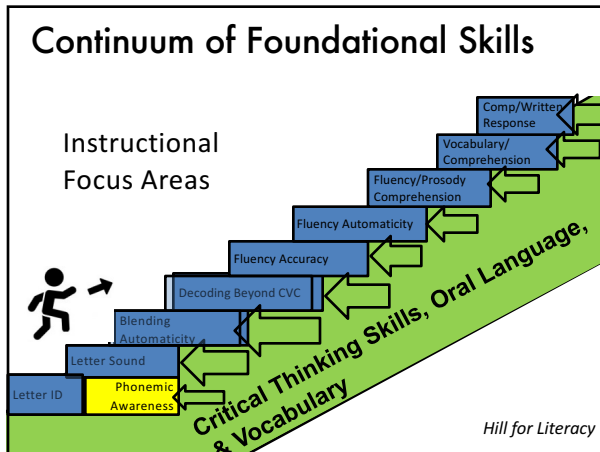 Continuum of Foundational Skills
Instructional
Focus Areas
Comp/Written
Response
Vocabulary/
Comprehension
Fluency/Prosody
Comprehension
Fluency Automaticity
Fluency Accuracy
Decoding Beyond CVC
Blending
Automaticity
Letter Sound
Letter ID
Phonemic
Awareness
Critical Thinking Skills, Oral Language,
& Vocabulary
Hill for Literacy